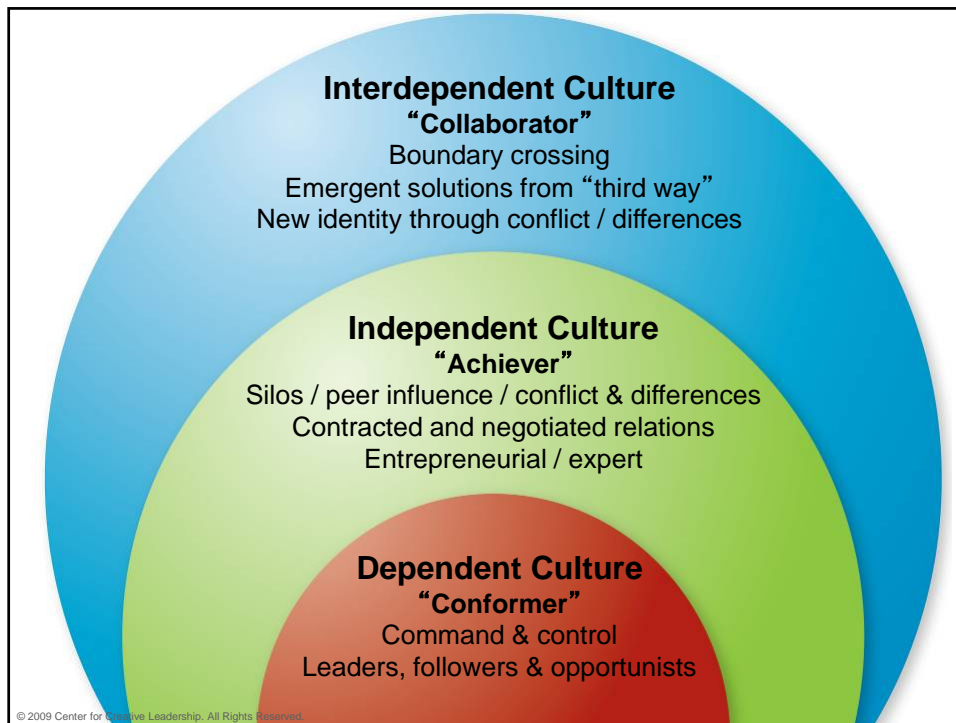 Interdependent Culture
“Collaborator”
Boundary crossing
Emergent solutions from “third way”
New identity through conflict / differences
Independent Culture
“Achiever”
Silos / peer influence / conflict & differences
Contracted and negotiated relations
Entrepreneurial / expert
Dependent Culture
“Conformer”
Command & control
Leaders, followers & opportunists
© 2009 Center for Creative Leadership. All Rights Reserved.